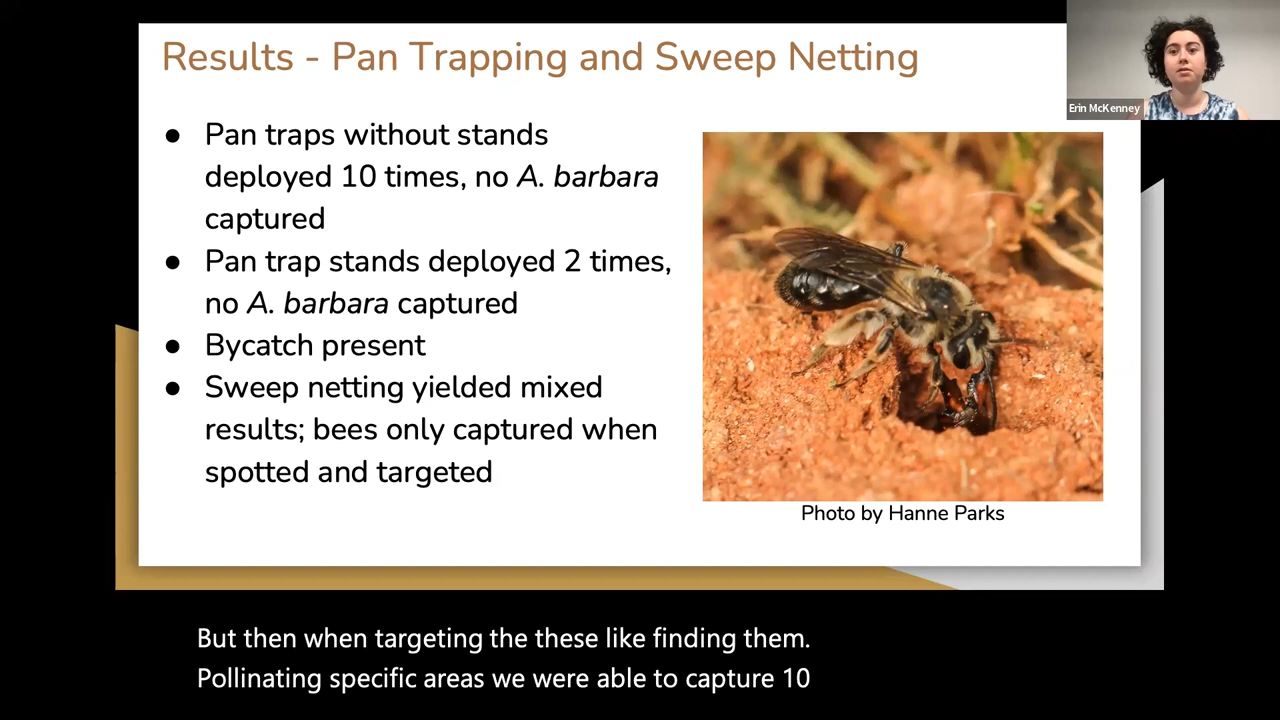 Results - Pan Trapping and Sweep Netting
Erin McKenney
● Pan traps without stands
deployed 10 times, no A. barbara
captured
● Pan trap stands deployed 2 times,
no A. barbara captured
● Bycatch present
● Sweep netting yielded mixed
results; bees only captured when
spotted and targeted
Photo by Hanne Parks
But then when targeting the these like finding them.
Pollinating specific areas we were able to capture 10